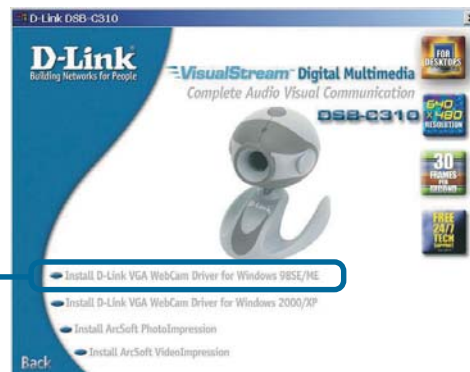 D-Link DSB-C310
D-Link
Building Networks for People
VisualStream™ Digital Multimedia
Complete Audio Visual Communication
DSB-C310
FOR
DESKTOPS
640
X 480
RESOLUTION
30
FRAMES
PER
SECOND
FREE
24/7
TECH
SUPPORT
Install D-Link VGA WebCam Driver for Windows 98SE/ME
Install D-Link VGA WebCam Driver for Windows 2000/XP
Install ArcSoft PhotoImpression
Install ArcSoft VideoImpression
Back